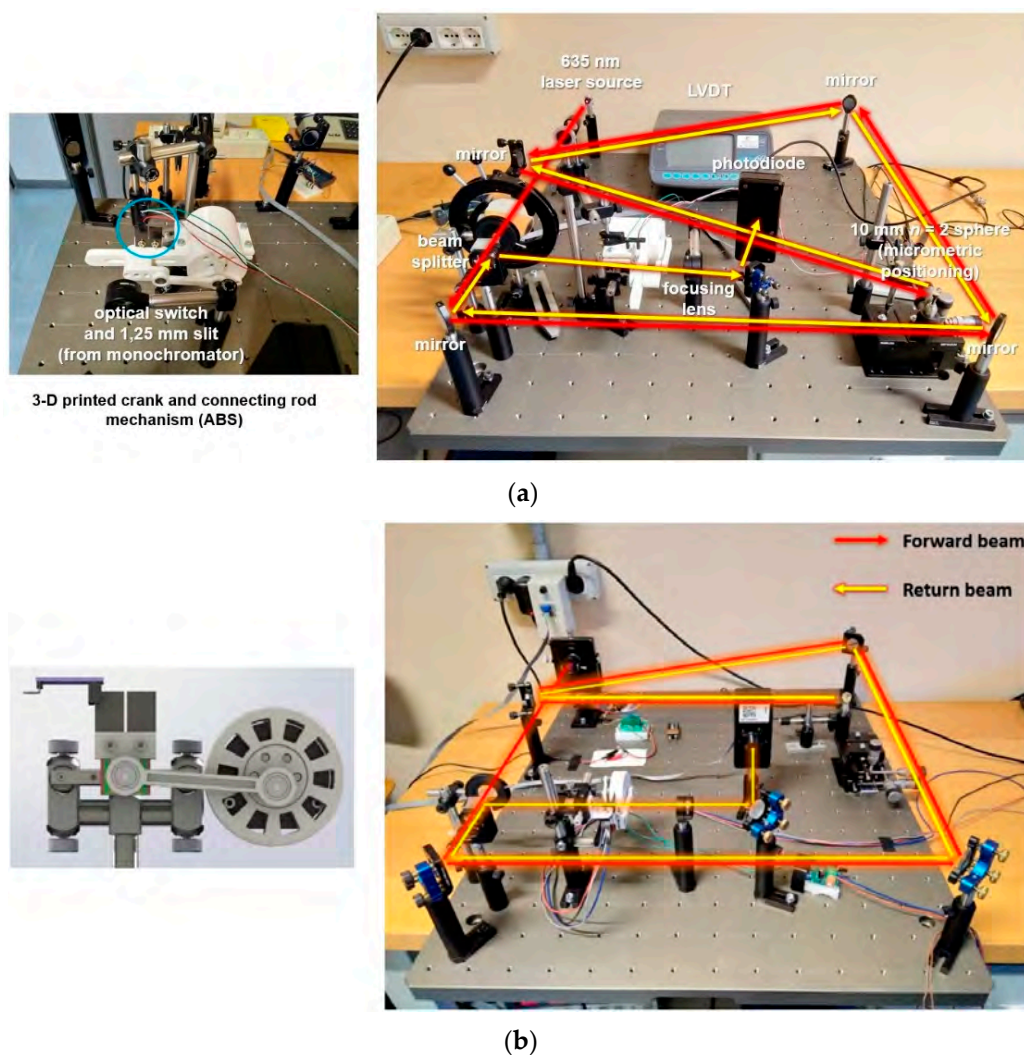 635 nm
laser source
LVDT
mirror
mirror
photodiode
10 mm n = 2 sphere
(micrometric
positioning)
beam
splitter
focusing
lens
optical switch
and 1,25 mm slit
(from monochromator)
mirror
mirror
3-D printed crank and connecting rod
mechanism (ABS)
(a)
Forward beam
Return beam
(b)